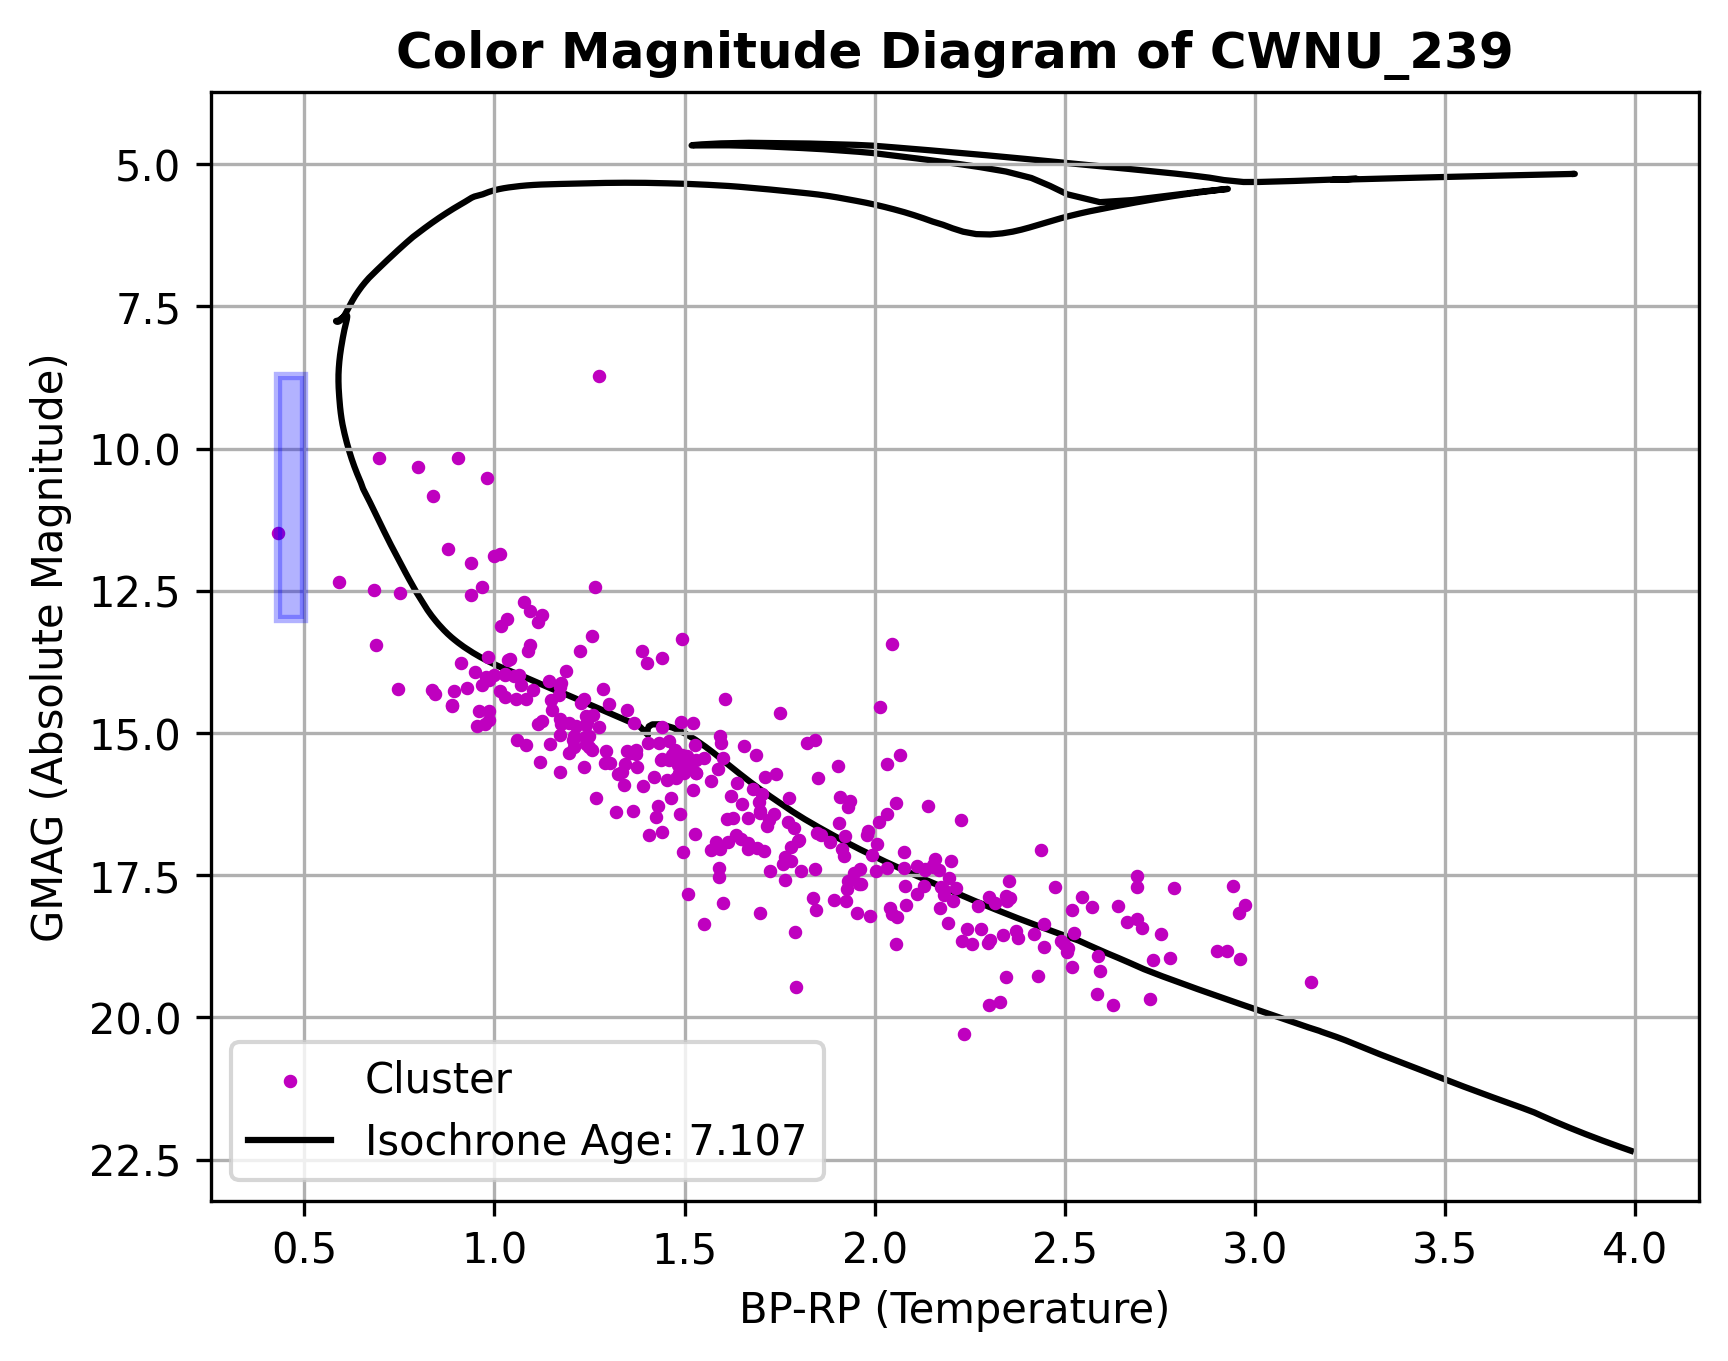 Color Magnitude Diagram of CWNU_239
GMAG (Absolute Magnitude)
5.0
7.5
10.0
12.5
15.0
17.5
20.0
22.5
Cluster
Isochrone Age: 7.107
0.5 1.0 1.5 2.0 2.5 3.0 3.5 4.0
BP-RP (Temperature)